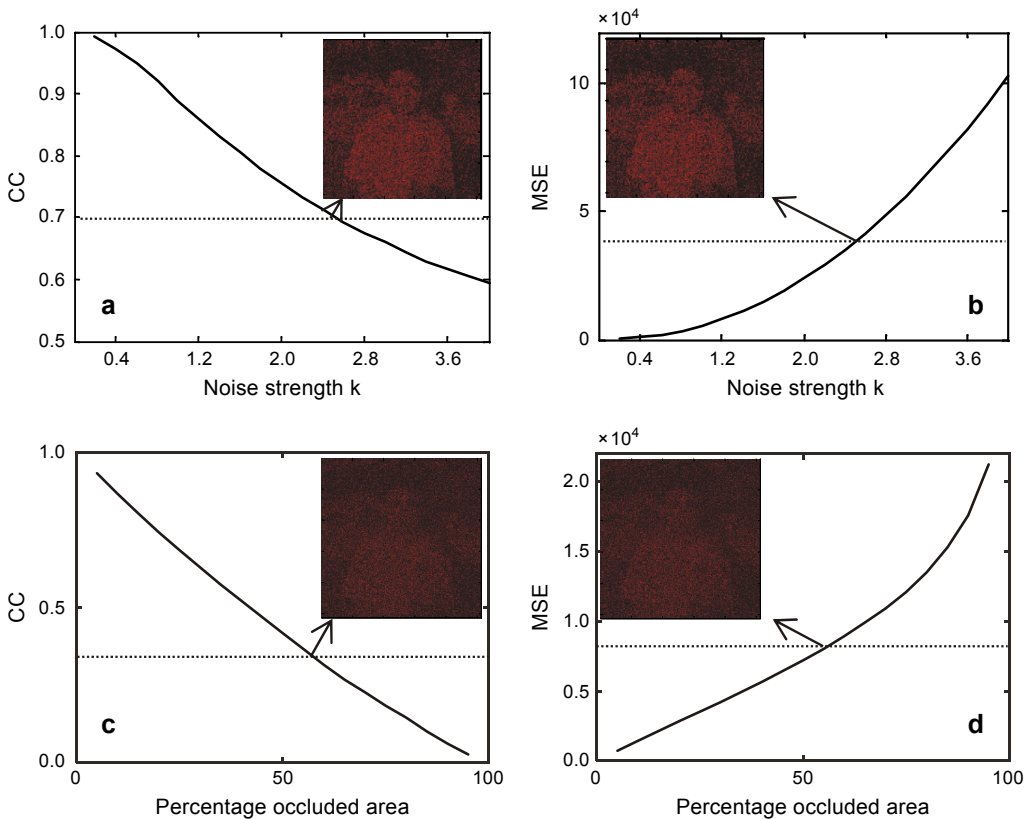 1.0
0.9
0.8
0.7
0.6
0.5
CC
a
0.4 1.2 2.0 2.8 3.6
Noise strength k
×10⁴
10
5
0
MSE
b
0.4 1.2 2.0 2.8 3.6
Noise strength k
1.0
0.5
0.0
CC
c
0 50 100
Percentage occluded area
×10⁴
2.0
1.5
1.0
0.5
0.0
MSE
d
0 50 100
Percentage occluded area